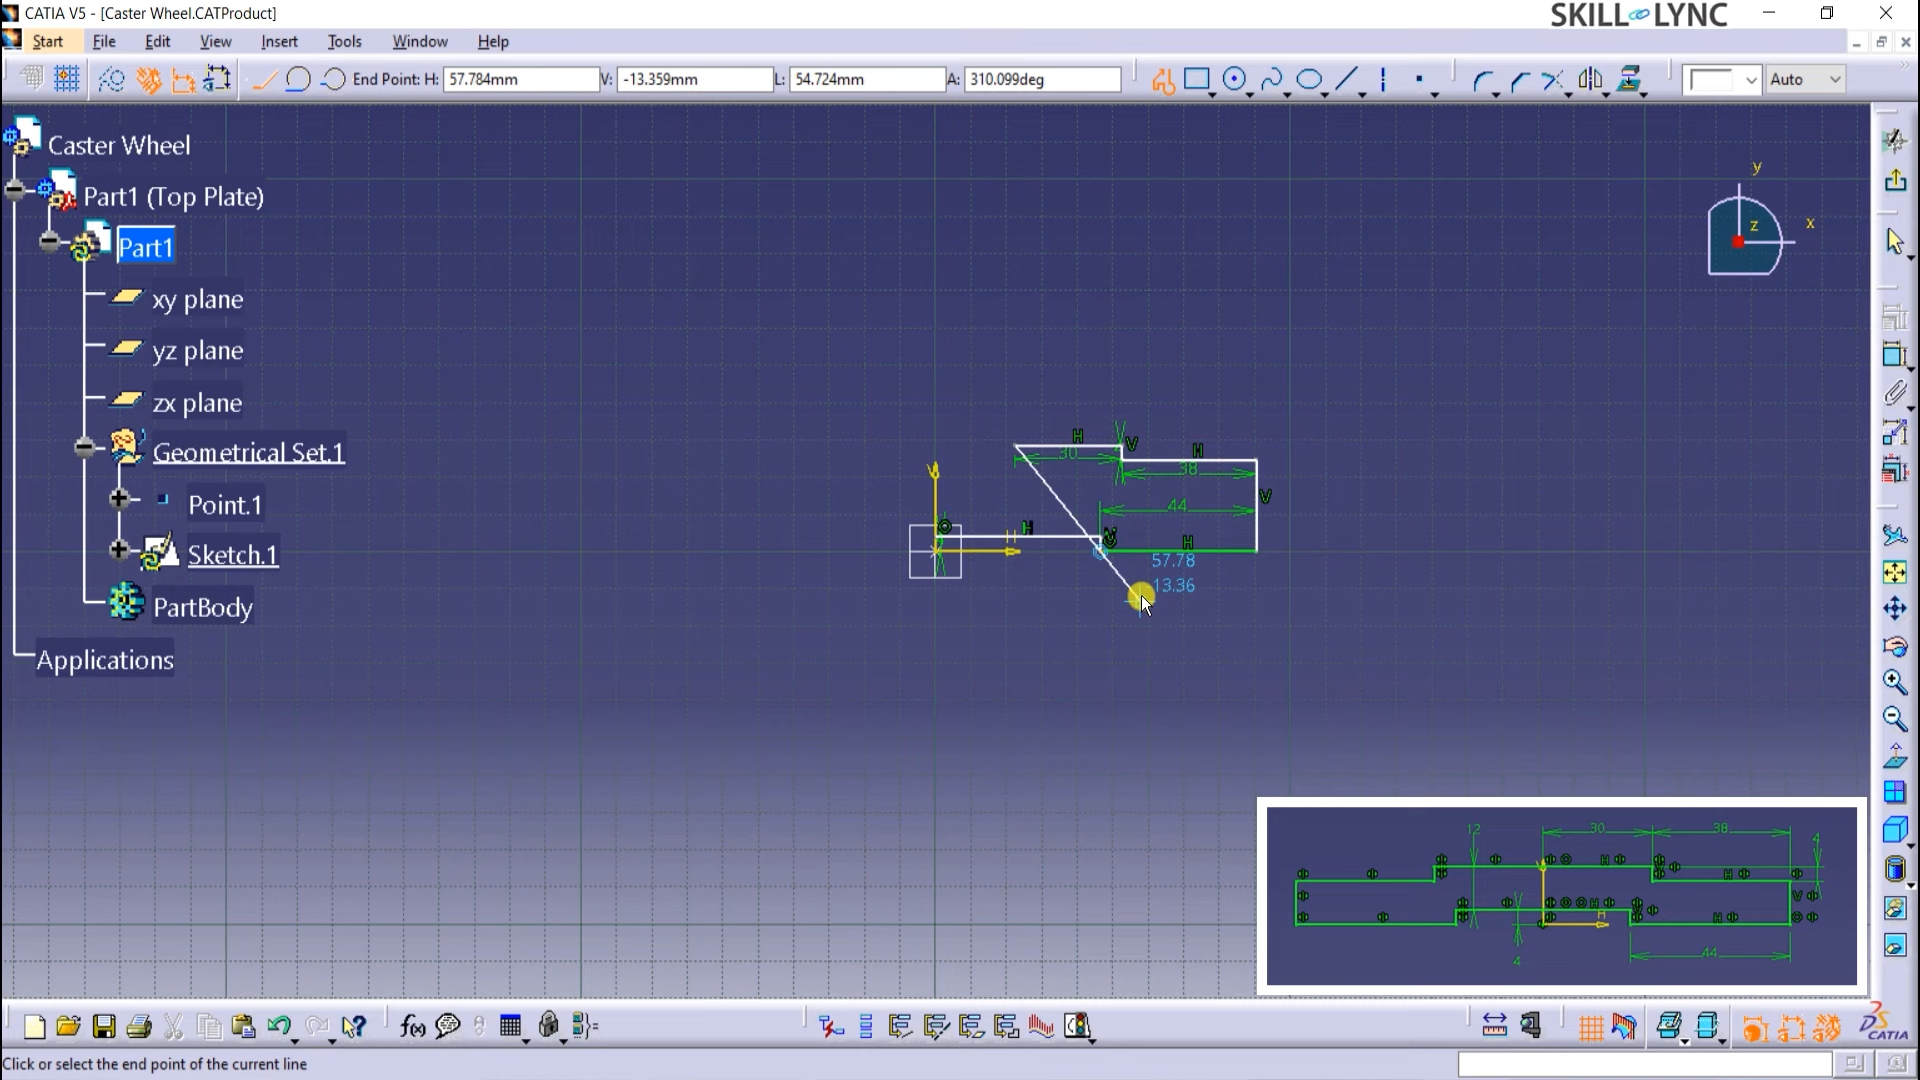 CATIA V5 - [Caster Wheel.CATProduct]
SKILL LYNC
Start File Edit View Insert Tools Window Help
End Point: H: 57.784mm V: -13.359mm L: 54.724mm A: 310.099deg Auto
Caster Wheel
Part1 (Top Plate)
Part1
xy plane
yz plane
zx plane
Geometrical Set.1
Point.1
Sketch.1
PartBody
Applications
y
x
z
H V H
30 38
V
44
H V H
H
57.78
13.36
12 30 38 4
H
H V
H H
H
4 44
f(x)
CATIA
Click or select the end point of the current line